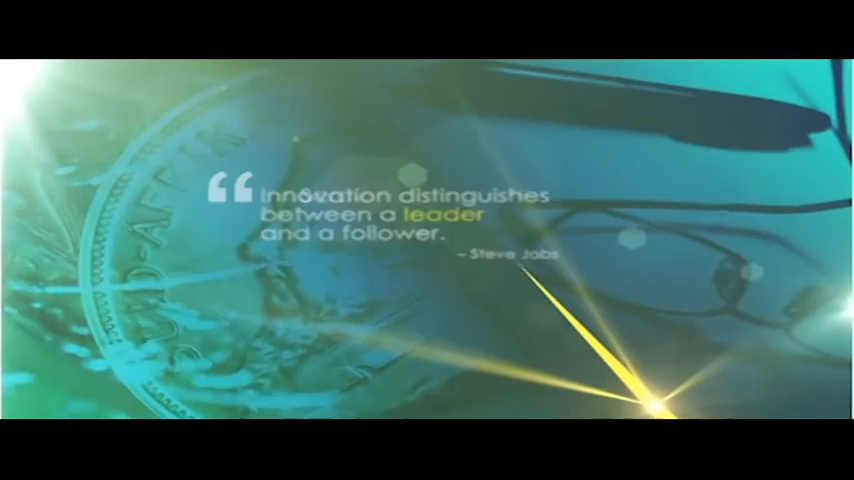 “Innovation distinguishes
between a leader
and a follower.
– Steve Jobs